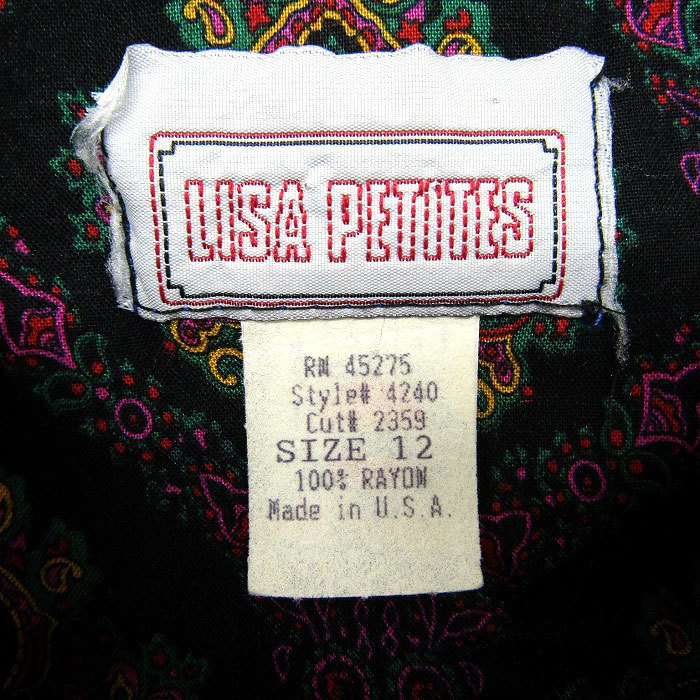 LISA PETITES
RN 45275
Style# 4240
Cut# 2359
SIZE 12
100% RAYON
Made in U.S.A.